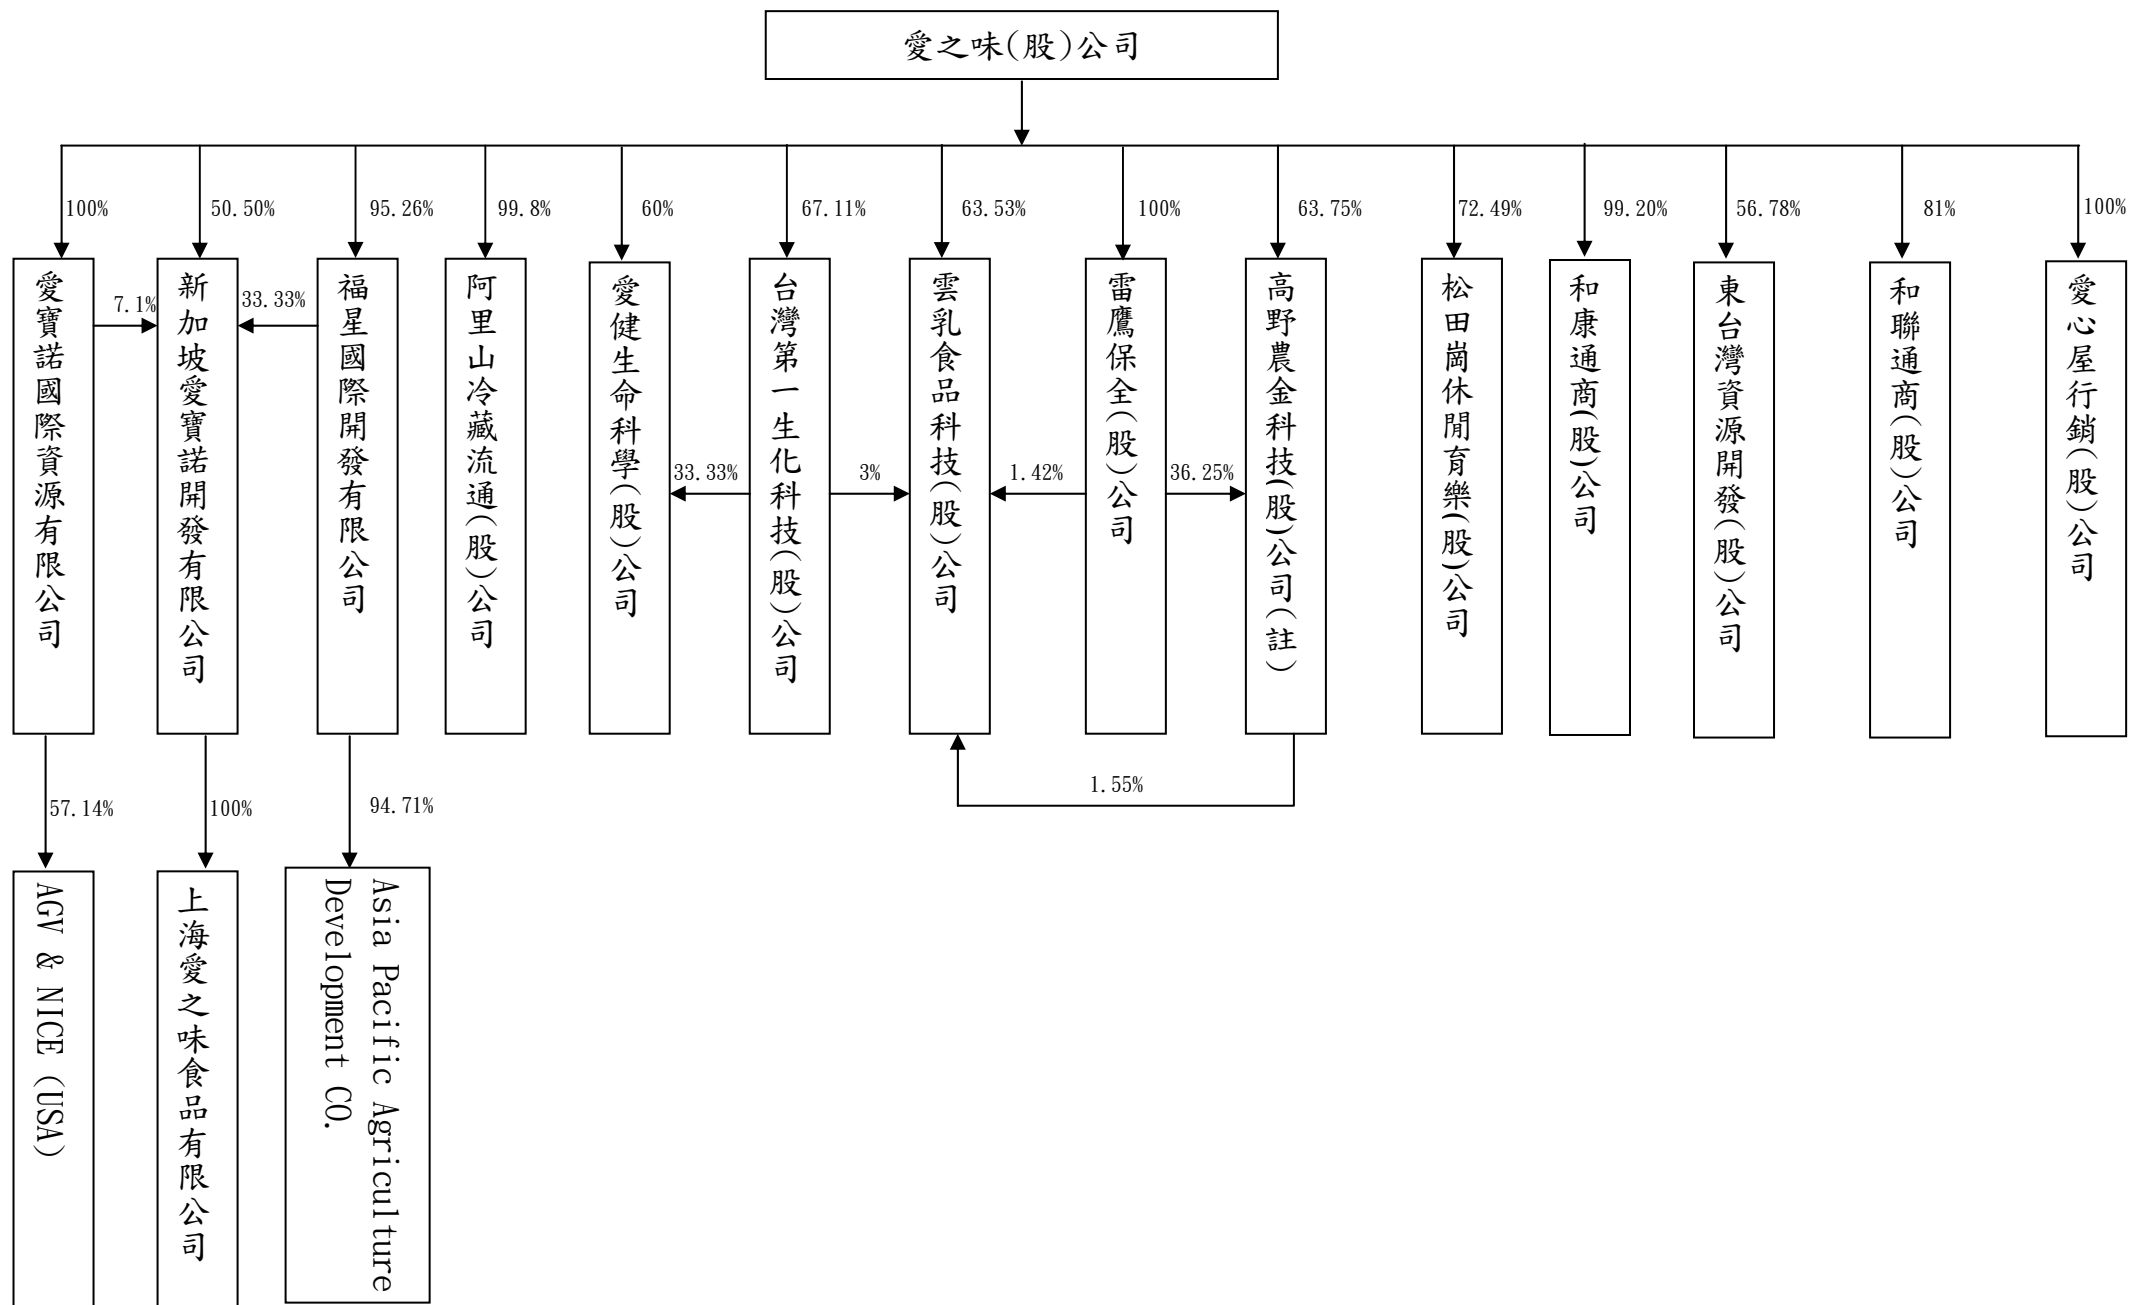 愛之味(股)公司
100%
50.50%
95.26%
99.8%
60%
67.11%
63.53%
100%
63.75%
72.49%
99.20%
56.78%
81%
100%
愛寶諾國際資源有限公司
7.1%
新加坡愛寶諾開發有限公司
33.33%
福星國際開發有限公司
阿里山冷藏流通(股)公司
愛健生命科學(股)公司
33.33%
台灣第一生化科技(股)公司
3%
雲乳食品科技(股)公司
1.42%
雷鷹保全(股)公司
36.25%
高野農金科技(股)公司(註)
松田崗休閒育樂(股)公司
和康通商(股)公司
東台灣資源開發(股)公司
和聯通商(股)公司
愛心屋行銷(股)公司
1.55%
57.14%
100%
94.71%
AGV & NICE (USA)
上海愛之味食品有限公司
Asia Pacific Agriculture
Development CO.